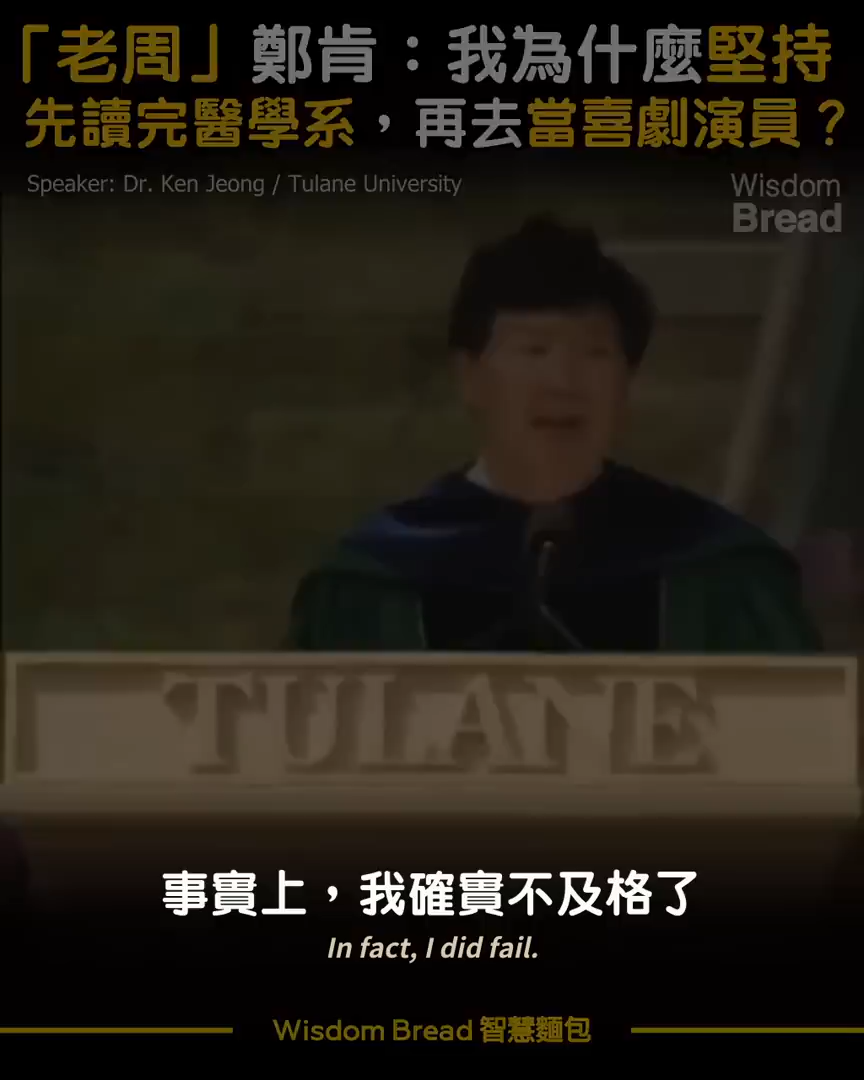 「老周」鄭肯：我為什麼堅持
先讀完醫學系，再去當喜劇演員？
Speaker: Dr. Ken Jeong / Tulane University
Wisdom
Bread
TULANE
事實上，我確實不及格了
In fact, I did fail.
Wisdom Bread 智慧麵包